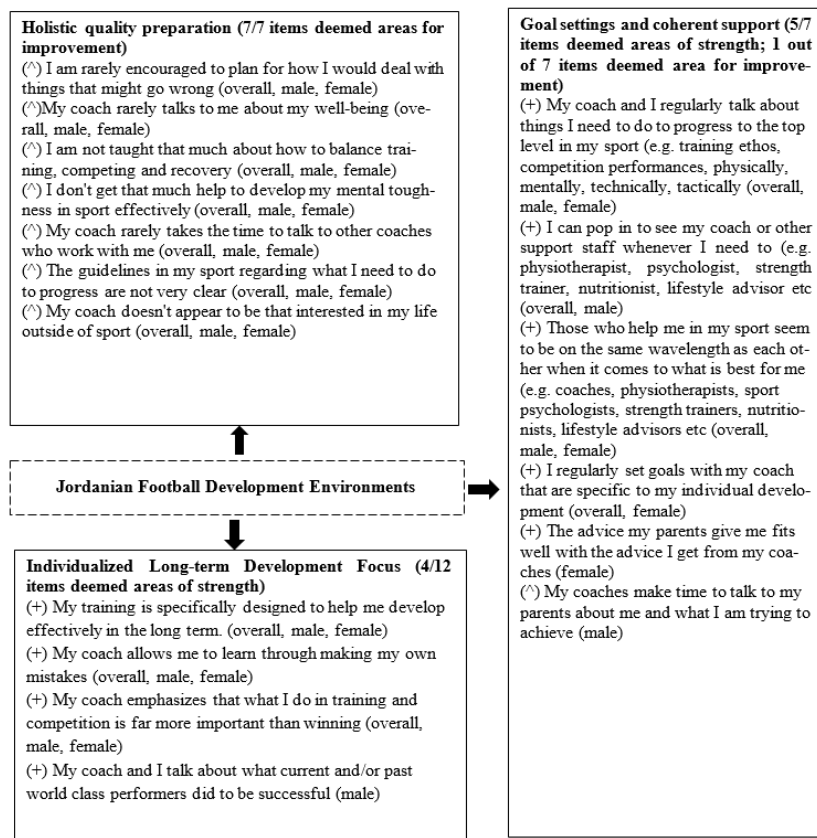 Holistic quality preparation (7/7 items deemed areas for
improvement)
(^) I am rarely encouraged to plan for how I would deal with
things that might go wrong (overall, male, female)
(^)My coach rarely talks to me about my well-being (ove-
rall, male, female)
(^) I am not taught that much about how to balance trai-
ning, competing and recovery (overall, male, female)
(^) I don't get that much help to develop my mental tough-
ness in sport effectively (overall, male, female)
(^) My coach rarely takes the time to talk to other coaches
who work with me (overall, male, female)
(^) The guidelines in my sport regarding what I need to do
to progress are not very clear (overall, male, female)
(^) My coach doesn't appear to be that interested in my life
outside of sport (overall, male, female)
Jordanian Football Development Environments
Individualized Long-term Development Focus (4/12
items deemed areas of strength)
(+) My training is specifically designed to help me develop
effectively in the long term. (overall, male, female)
(+) My coach allows me to learn through making my own
mistakes (overall, male, female)
(+) My coach emphasizes that what I do in training and
competition is far more important than winning (overall,
male, female)
(+) My coach and I talk about what current and/or past
world class performers did to be successful (male)
Goal settings and coherent support (5/7
items deemed areas of strength; 1 out
of 7 items deemed area for improve-
ment)
(+) My coach and I regularly talk about
things I need to do to progress to the top
level in my sport (e.g. training ethos,
competition performances, physically,
mentally, technically, tactically (overall,
male, female)
(+) I can pop in to see my coach or other
support staff whenever I need to (e.g.
physiotherapist, psychologist, strength
trainer, nutritionist, lifestyle advisor etc
(overall, male)
(+) Those who help me in my sport seem
to be on the same wavelength as each ot-
her when it comes to what is best for me
(e.g. coaches, physiotherapists, sport
psychologists, strength trainers, nutritio-
nists, lifestyle advisors etc (overall,
male, female)
(+) I regularly set goals with my coach
that are specific to my individual develo-
pment (overall, female)
(+) The advice my parents give me fits
well with the advice I get from my coa-
ches (female)
(^) My coaches make time to talk to my
parents about me and what I am trying to
achieve (male)